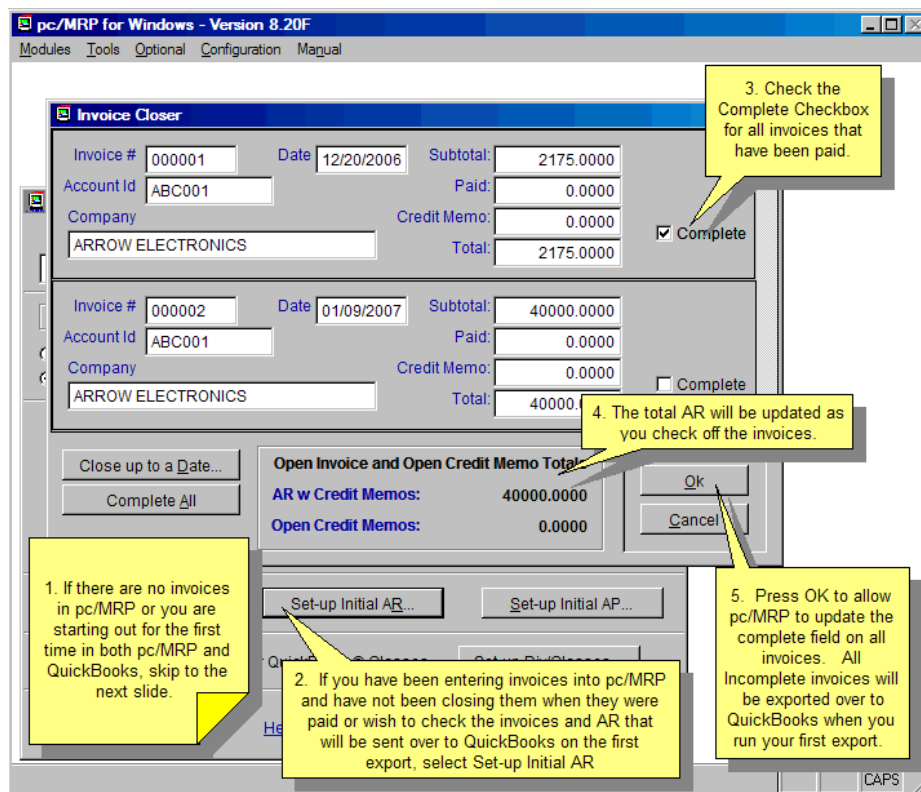 pc/MRP for Windows - Version 8.20F
Modules Tools Optional Configuration Manual
Invoice Closer
3. Check the
Complete Checkbox
for all invoices that
have been paid.
Invoice # 000001 Date 12/20/2006 Subtotal: 2175.0000
Account Id ABC001 Paid: 0.0000
Company Credit Memo: 0.0000
ARROW ELECTRONICS Total: 2175.0000
Complete
Invoice # 000002 Date 01/09/2007 Subtotal: 40000.0000
Account Id ABC001 Paid: 0.0000
Company Credit Memo: 0.0000
ARROW ELECTRONICS Total: 40000.
Complete
4. The total AR will be updated as
you check off the invoices.
Close up to a Date...
Complete All
Open Invoice and Open Credit Memo Totals
AR w Credit Memos: 40000.0000
Open Credit Memos: 0.0000
Ok
Cancel
1. If there are no invoices
in pc/MRP or you are
starting out for the first
time in both pc/MRP and
QuickBooks, skip to the
next slide.
Set-up Initial AR...
Set-up Initial AP...
2. If you have been entering invoices into pc/MRP
and have not been closing them when they were
paid or wish to check the invoices and AR that
will be sent over to QuickBooks on the first
export, select Set-up Initial AR
5. Press OK to allow
pc/MRP to update the
complete field on all
invoices. All
Incomplete invoices will
be exported over to
QuickBooks when you
run your first export.
CAPS